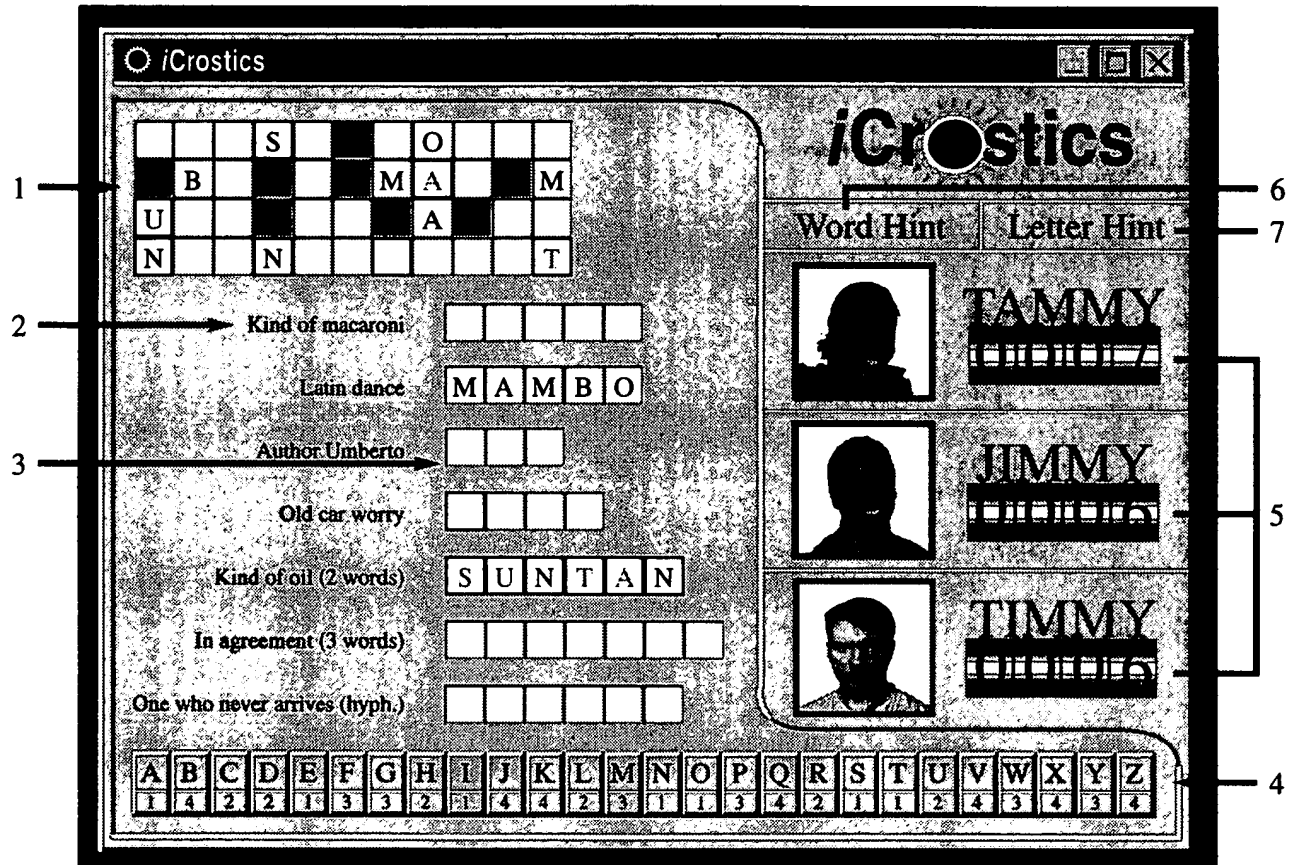 iCrostics
iCrostics
S O
1
B M A M
6
U A
Word Hint Letter Hint
7
N N T
TAMMY
2
Kind of macaroni
Latin dance M A M B O
3
Author Umberto
JIMMY
5
Old car worry
Kind of oil (2 words) S U N T A N
TIMMY
In agreement (3 words)
One who never arrives (hyph.)
A B C D E F G H I J K L M N O P Q R S T U V W X Y Z
1 4 2 2 1 3 3 2 1 4 4 2 3 1 1 3 4 2 1 1 2 4 3 4 3 4
4